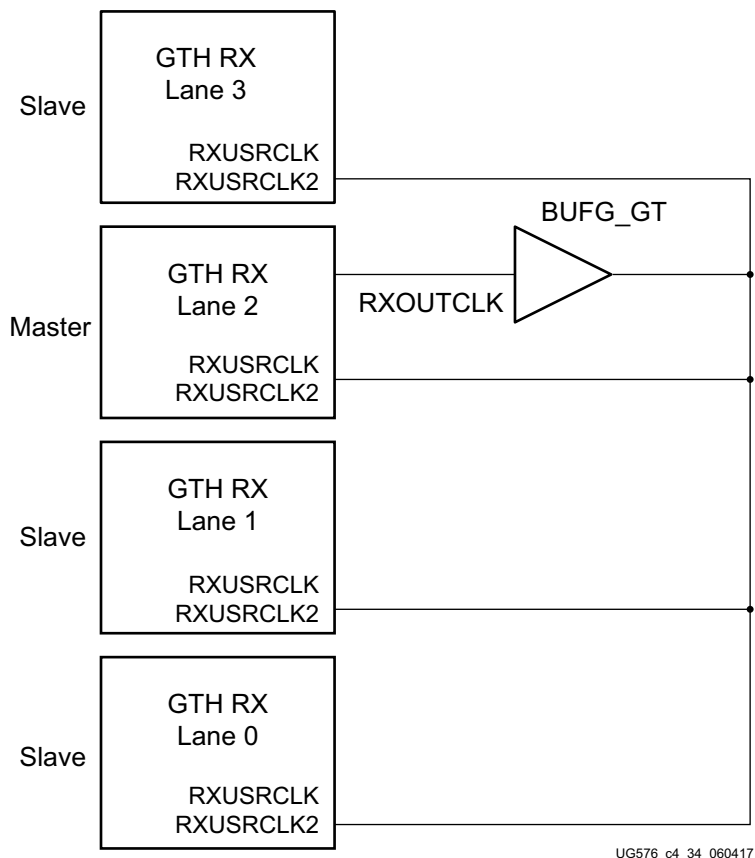 GTH RX
Lane 3
Slave
RXUSRCLK
RXUSRCLK2
BUFG_GT
GTH RX
Lane 2
RXOUTCLK
Master
RXUSRCLK
RXUSRCLK2
GTH RX
Lane 1
Slave
RXUSRCLK
RXUSRCLK2
GTH RX
Lane 0
Slave
RXUSRCLK
RXUSRCLK2
UG576_c4_34_060417